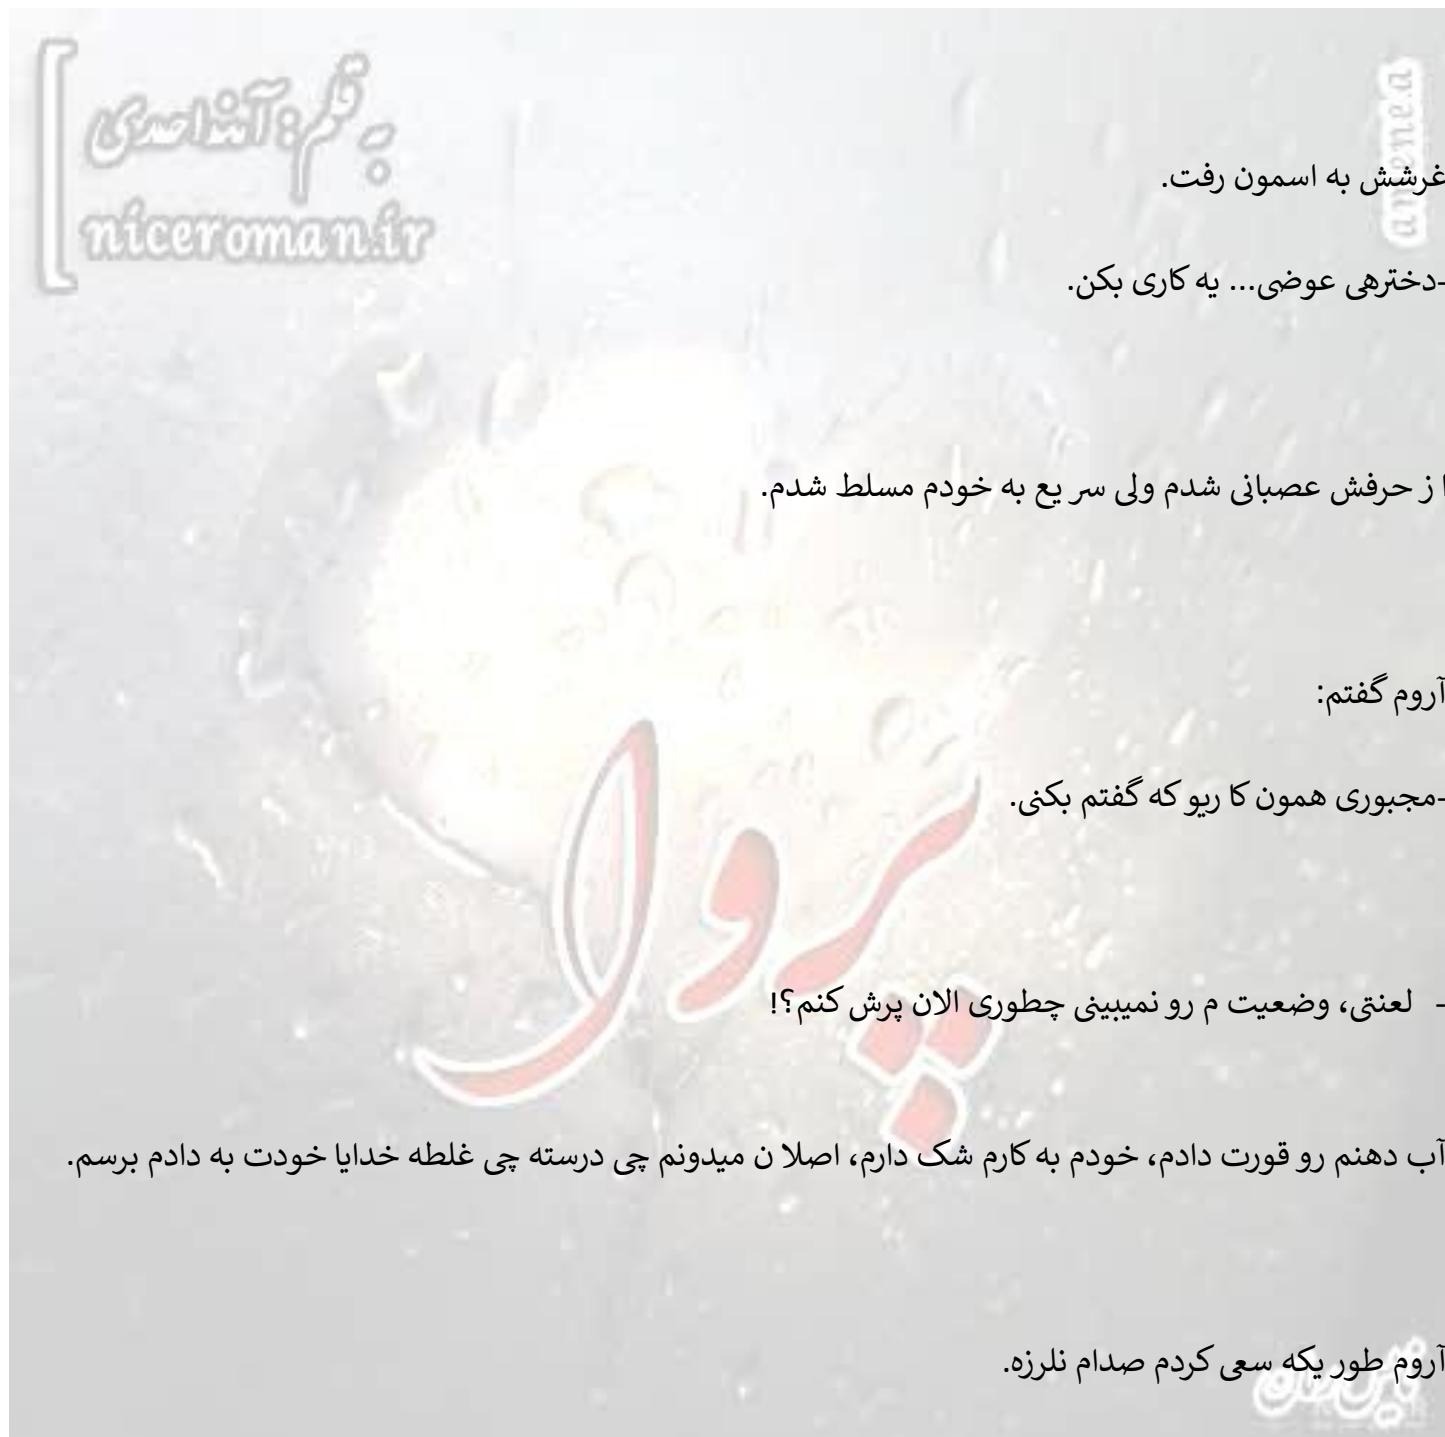 به قلم: آمنه احمدی
niceroman.ir
amene.a
غرشش به اسمون رفت.
-دخترهی عوضی... یه کاری بکن.
ا ز حرفش عصبانی شدم ولی سر یع به خودم مسلط شدم.
آروم گفتم:
-مجبوری همون کا ریو که گفتم بکنی.
پروا
- لعنتی، وضعیت م رو نمیبینی چطوری الان پرش کنم؟!
آب دهنم رو قورت دادم، خودم به کارم شک دارم، اصلا ن میدونم چی درسته چی غلطه خدایا خودت به دادم برسم.
آروم طور یکه سعی کردم صدام نلرزه.